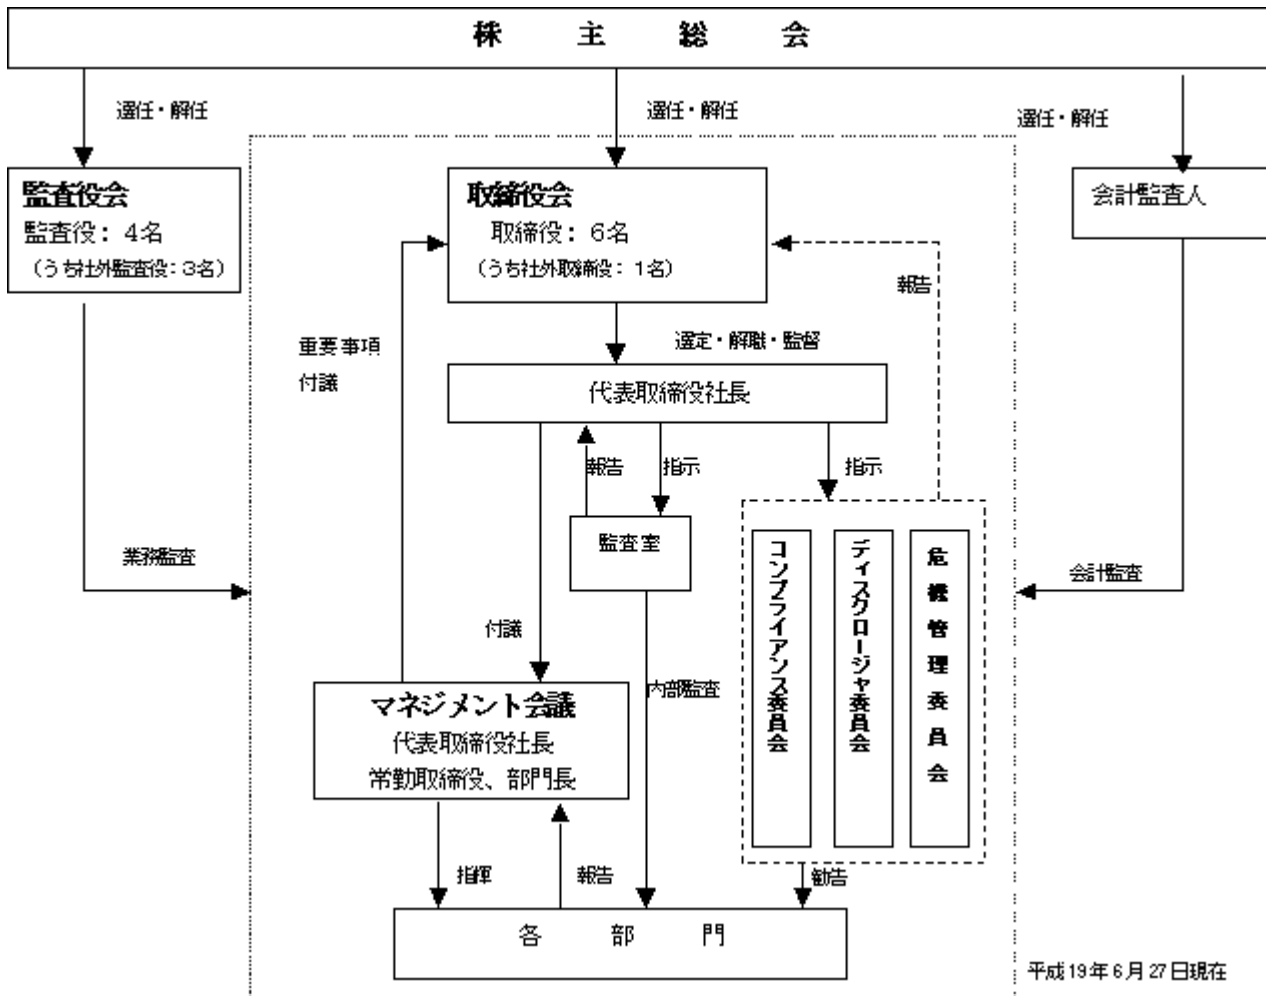 株主総会
選任・解任
選任・解任
選任・解任
監査役会
監査役：4名
（うち社外監査役：3名）
取締役会
取締役：6名
（うち社外取締役：1名）
会計監査人
報告
重要事項
付議
選定・解職・監督
代表取締役社長
報告
指示
指示
監査室
業務監査
会計監査
コンプライアンス委員会
ディスクロージャ委員会
危機管理委員会
付議
内部監査
マネジメント会議
代表取締役社長
常勤取締役、部門長
指揮
報告
勧告
各部門
平成19年6月27日現在